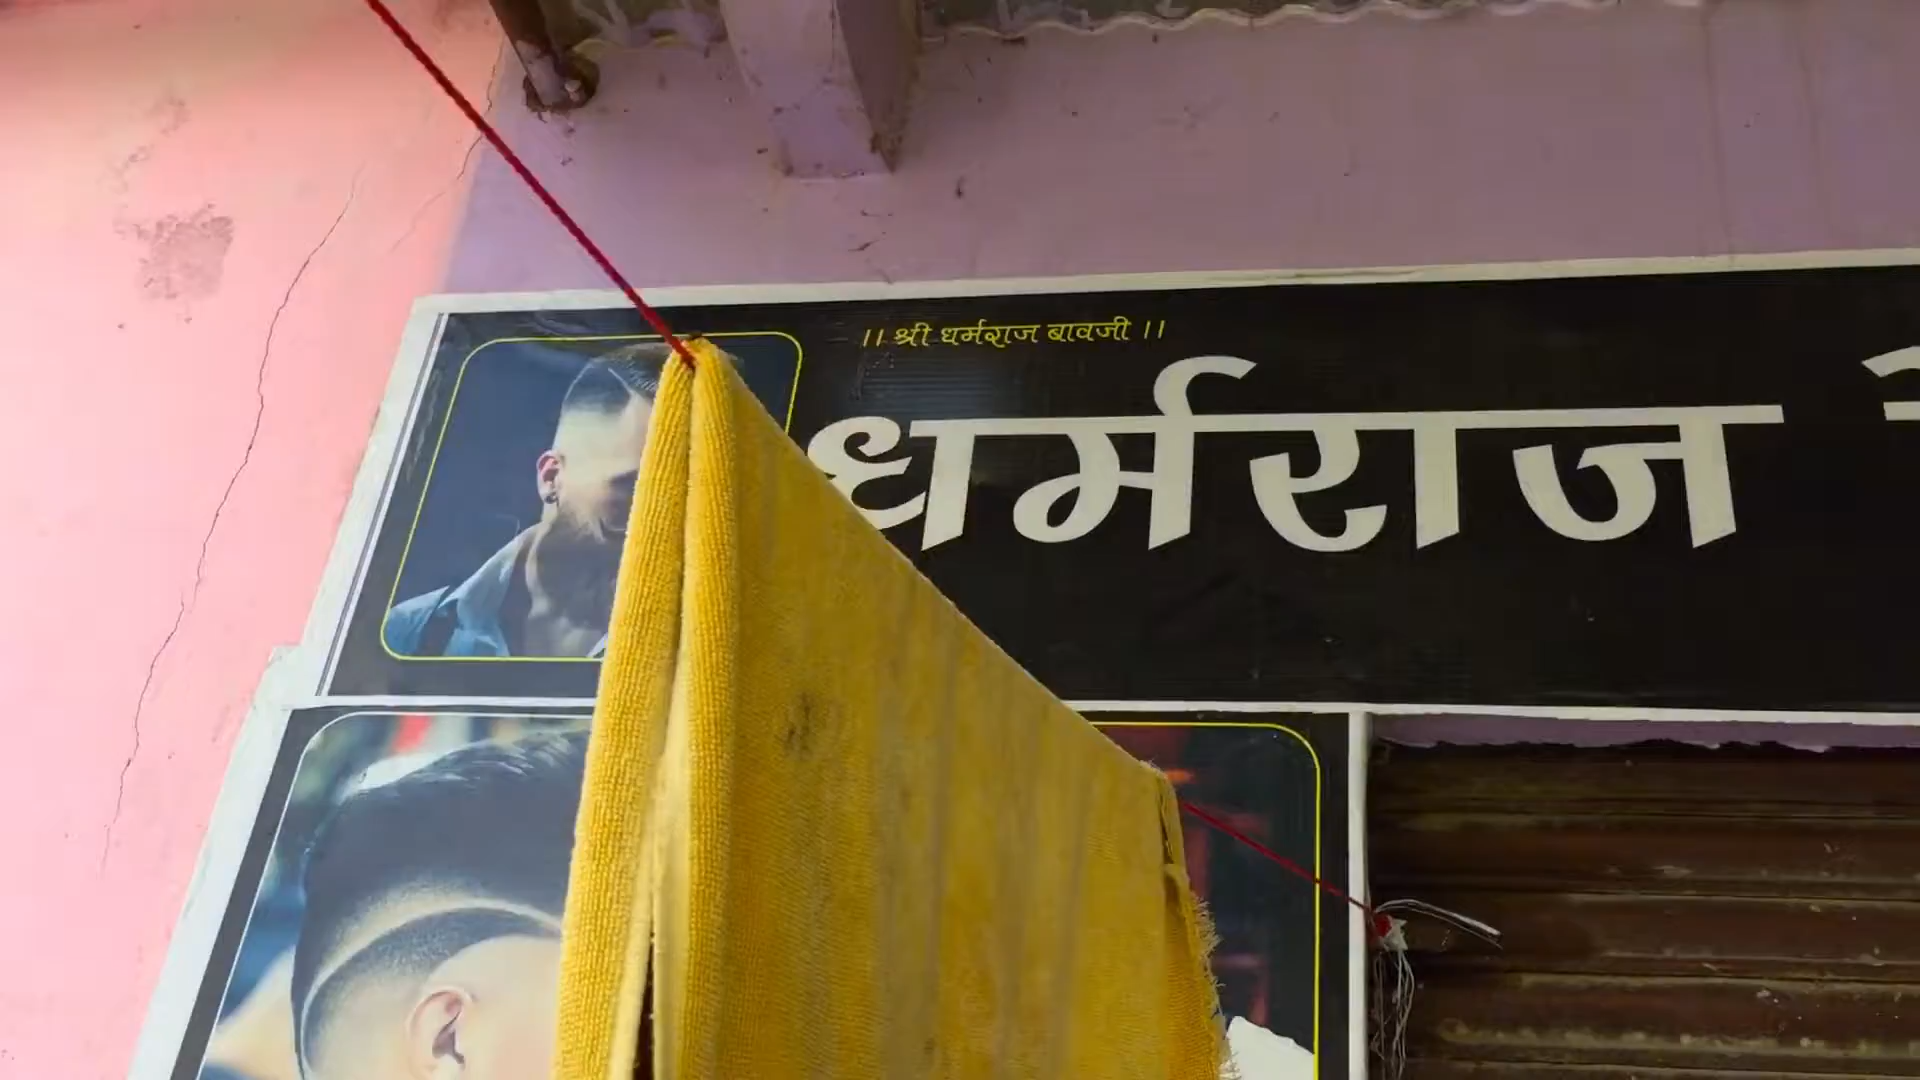 ।। श्री धर्मराज बावजी ।।
धर्मराज